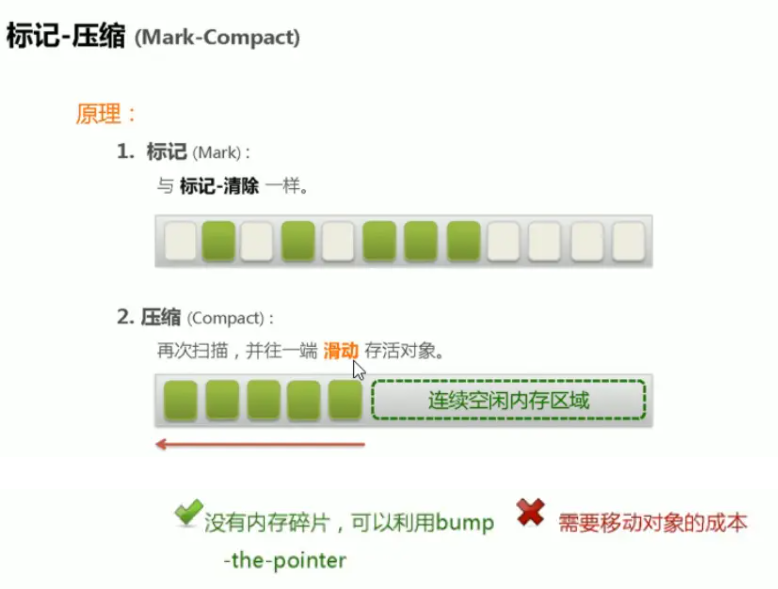 标记-压缩 (Mark-Compact)
原理：
1. 标记 (Mark) :
与 标记-清除 一样。
2. 压缩 (Compact) :
再次扫描，并往一端 滑动 存活对象。
连续空闲内存区域
没有内存碎片，可以利用bump
-the-pointer
需要移动对象的成本